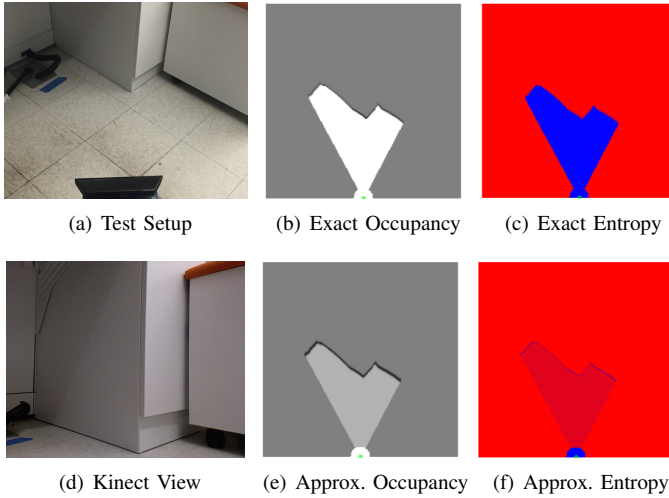 (a) Test Setup
(b) Exact Occupancy
(c) Exact Entropy
(d) Kinect View
(e) Approx. Occupancy
(f) Approx. Entropy